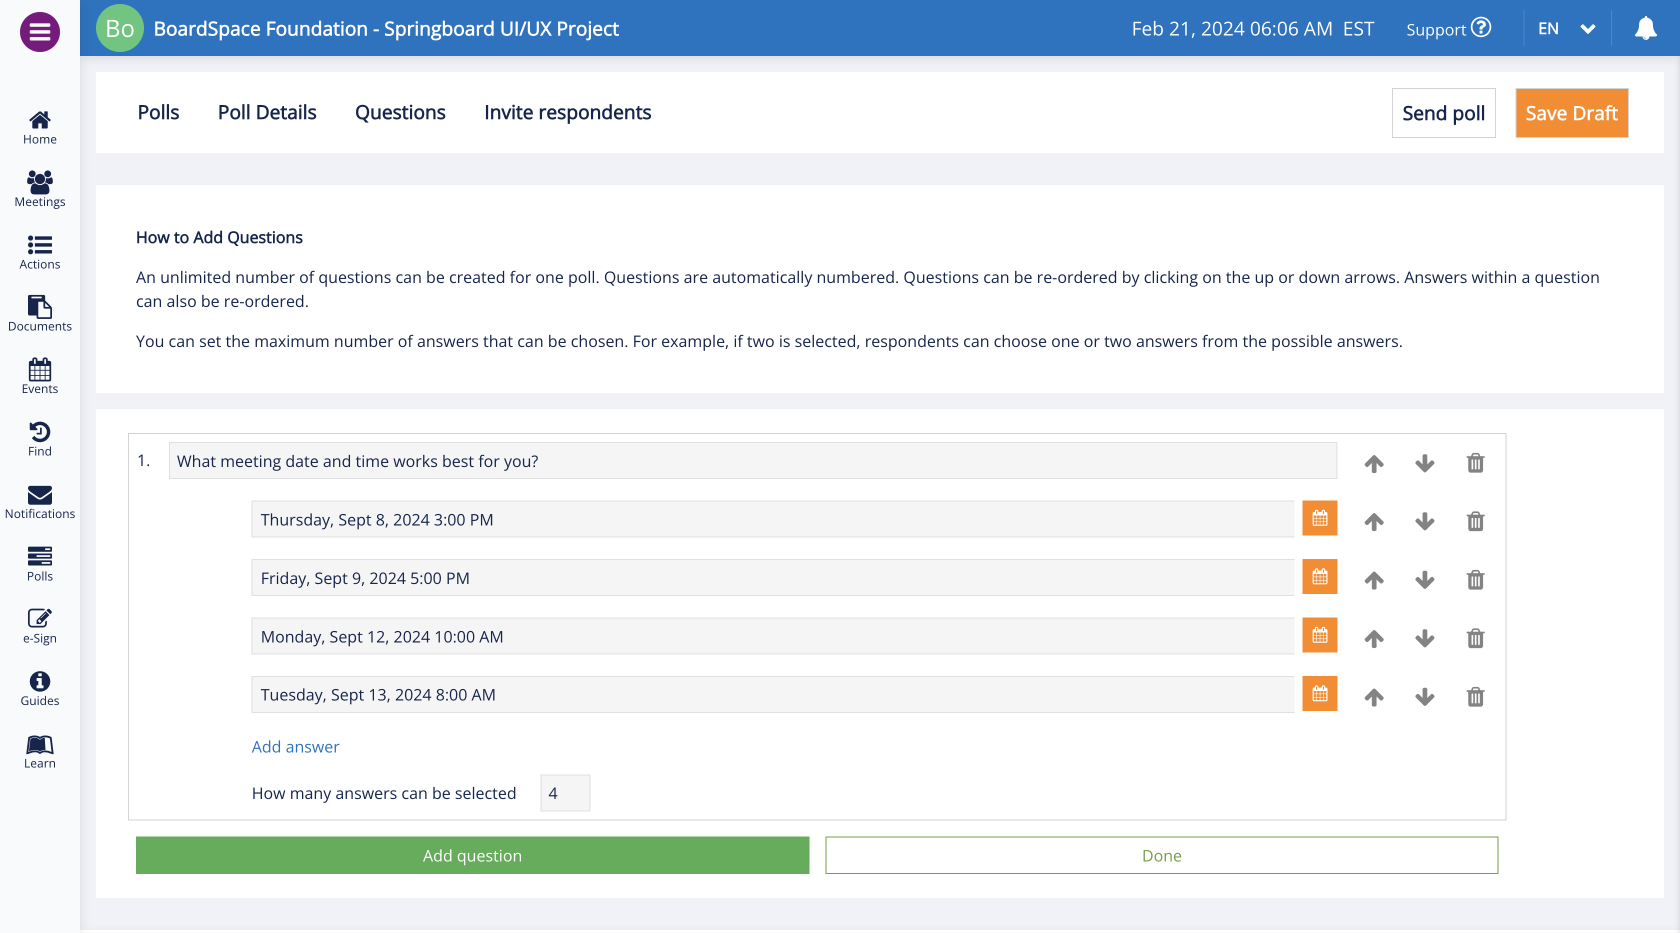 Bo
BoardSpace Foundation - Springboard UI/UX Project
Feb 21, 2024 06:06 AM EST
Support
EN
Home
Meetings
Actions
Documents
Events
Find
Notifications
Polls
e-Sign
Guides
Learn
Polls
Poll Details
Questions
Invite respondents
Send poll
Save Draft
How to Add Questions
An unlimited number of questions can be created for one poll. Questions are automatically numbered. Questions can be re-ordered by clicking on the up or down arrows. Answers within a question
can also be re-ordered.
You can set the maximum number of answers that can be chosen. For example, if two is selected, respondents can choose one or two answers from the possible answers.
1. What meeting date and time works best for you?
Thursday, Sept 8, 2024 3:00 PM
Friday, Sept 9, 2024 5:00 PM
Monday, Sept 12, 2024 10:00 AM
Tuesday, Sept 13, 2024 8:00 AM
Add answer
How many answers can be selected 4
Add question
Done